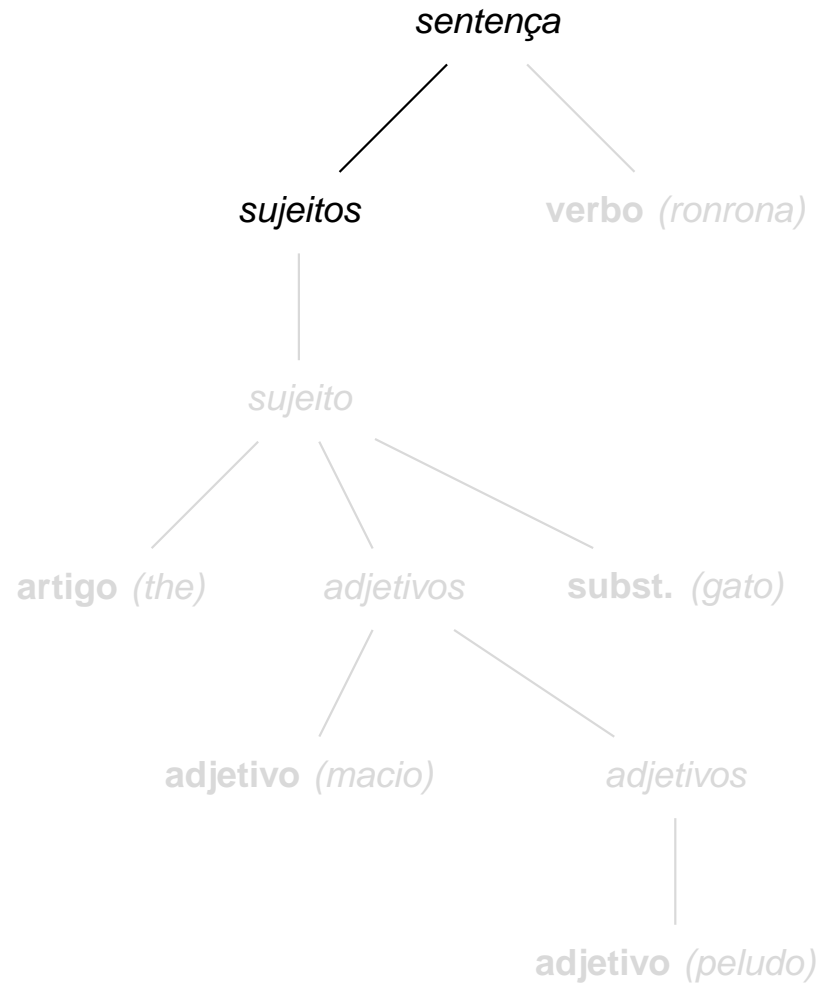 sentença
sujeitos verbo (ronrona)
sujeito
artigo (the) adjetivos subst. (gato)
adjetivo (macio) adjetivos
adjetivo (peludo)